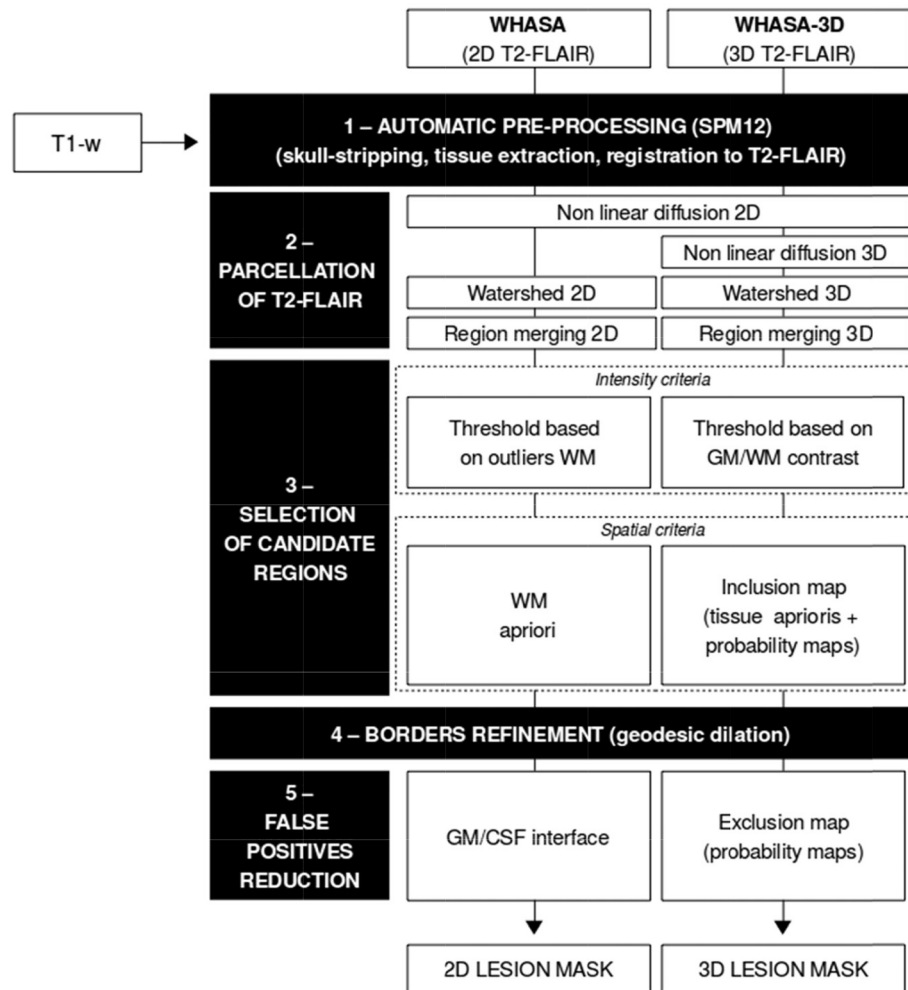 WHASA
(2D T2-FLAIR)
WHASA-3D
(3D T2-FLAIR)
T1-w
1 – AUTOMATIC PRE-PROCESSING (SPM12)
(skull-stripping, tissue extraction, registration to T2-FLAIR)
2 –
PARCELLATION
OF T2-FLAIR
Non linear diffusion 2D
Non linear diffusion 3D
Watershed 2D
Watershed 3D
Region merging 2D
Region merging 3D
3 –
SELECTION
OF CANDIDATE
REGIONS
Intensity criteria
Threshold based
on outliers WM
Threshold based on
GM/WM contrast
Spatial criteria
WM
apriori
Inclusion map
(tissue aprioris +
probability maps)
4 – BORDERS REFINEMENT (geodesic dilation)
5 –
FALSE
POSITIVES
REDUCTION
GM/CSF interface
Exclusion map
(probability maps)
2D LESION MASK
3D LESION MASK